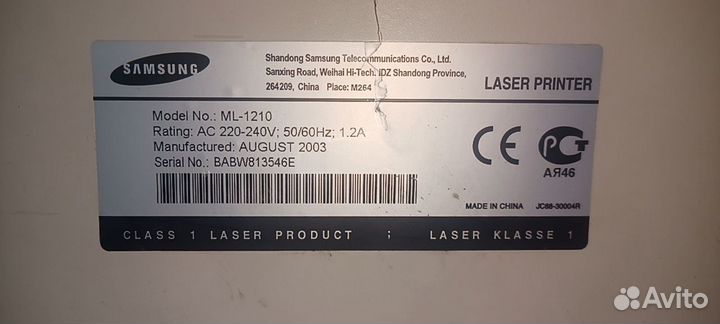 SAMSUNG
Shandong Samsung Telecommunications Co., Ltd.
Sanxing Road, Weihai Hi-Tech. IDZ Shandong Province,
264209, China Place: M264
LASER PRINTER
Model No.: ML-1210
Rating: AC 220-240V; 50/60Hz; 1.2A
Manufactured: AUGUST 2003
Serial No.: BABW813546E
CE
РСТ
АЯ46
MADE IN CHINA JC68-30004R
CLASS 1 LASER PRODUCT ; LASER KLASSE 1
Avito